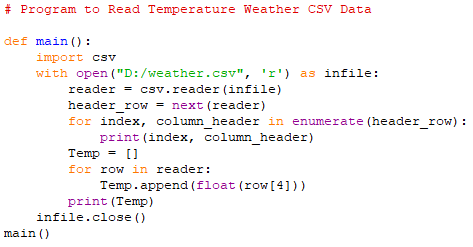 # Program to Read Temperature Weather CSV Data
def main():
    import csv
    with open("D:/weather.csv", 'r') as infile:
        reader = csv.reader(infile)
        header_row = next(reader)
        for index, column_header in enumerate(header_row):
            print(index, column_header)
        Temp = []
        for row in reader:
            Temp.append(float(row[4]))
        print(Temp)
    infile.close()
main()